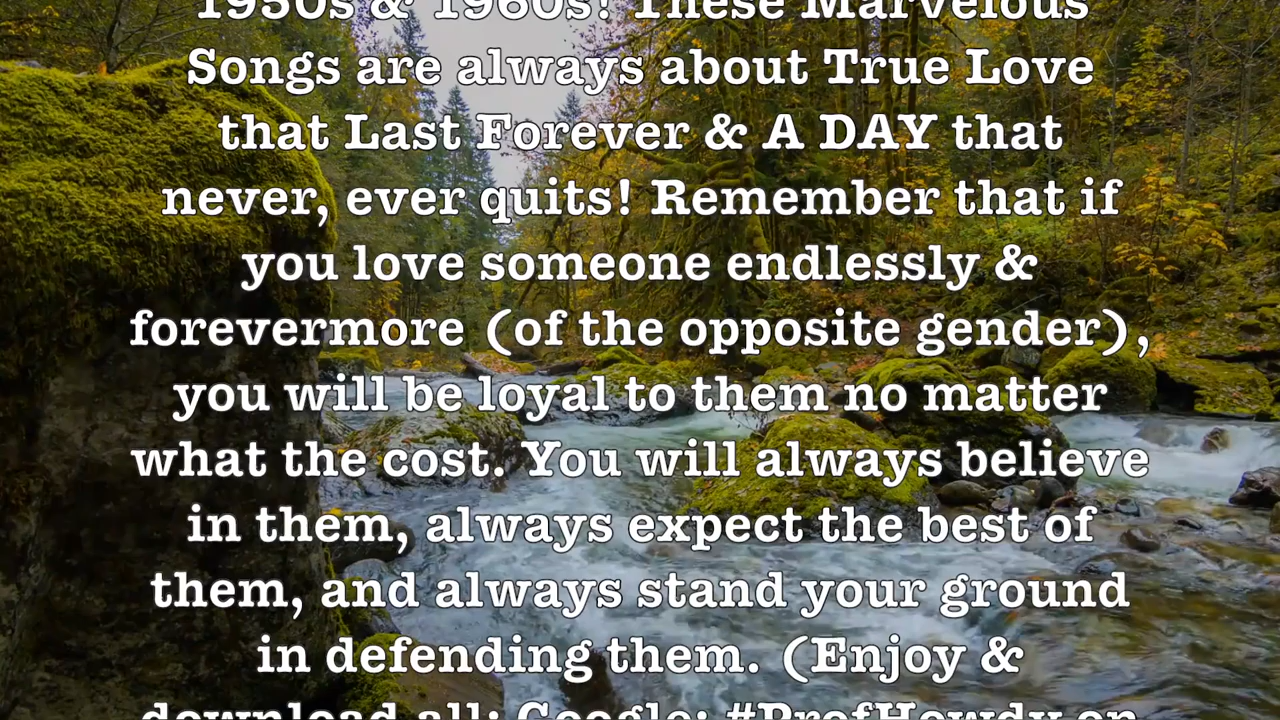 1950s & 1960s! These Marvelous
Songs are always about True Love
that Last Forever & A DAY that
never, ever quits! Remember that if
you love someone endlessly &
forevermore (of the opposite gender),
you will be loyal to them no matter
what the cost. You will always believe
in them, always expect the best of
them, and always stand your ground
in defending them. (Enjoy &
download all: Google: #ProfHowdy on